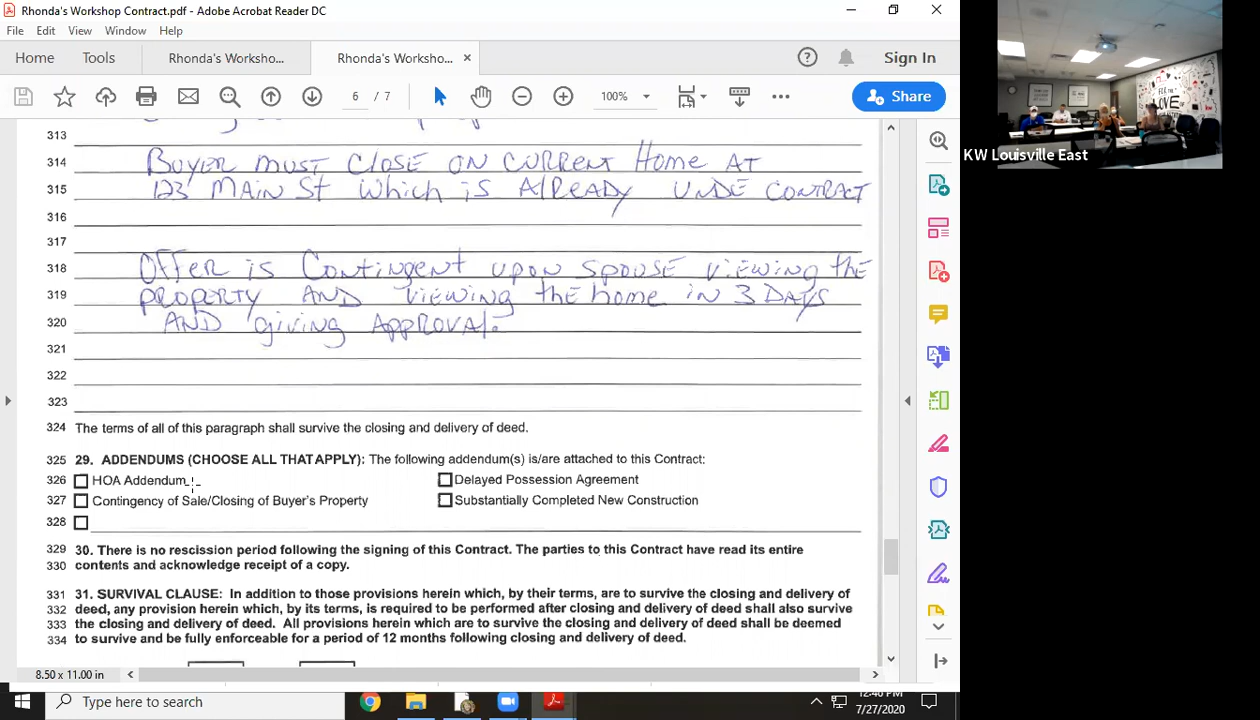 Rhonda's Workshop Contract.pdf - Adobe Acrobat Reader DC
File Edit View Window Help
Home Tools Rhonda's Worksho... Rhonda's Worksho... × Sign In
6 / 7 100% Share
313
314 BUYER MUST CLOSE ON CURRENT Home AT
315 123 MAIN St Which is AlREADY UNDE CONTRACT
316
317
318 Offer is Contingent upon SPOUSE viewing the
319 PROPERTY AND viewing the home in 3 DAYS
320 AND giving APPROVAL.
321
322
323
324 The terms of all of this paragraph shall survive the closing and delivery of deed.
325 29. ADDENDUMS (CHOOSE ALL THAT APPLY): The following addendum(s) is/are attached to this Contract:
326 HOA Addendum Delayed Possession Agreement
327 Contingency of Sale/Closing of Buyer's Property Substantially Completed New Construction
328
329 30. There is no rescission period following the signing of this Contract. The parties to this Contract have read its entire
330 contents and acknowledge receipt of a copy.
331 31. SURVIVAL CLAUSE: In addition to those provisions herein which, by their terms, are to survive the closing and delivery of
332 deed, any provision herein which, by its terms, is required to be performed after closing and delivery of deed shall also survive
333 the closing and delivery of deed. All provisions herein which are to survive the closing and delivery of deed shall be deemed
334 to survive and be fully enforceable for a period of 12 months following closing and delivery of deed.
8.50 x 11.00 in
Type here to search
12:46 PM
7/27/2020
KW Louisville East
FOR THE
LOVE